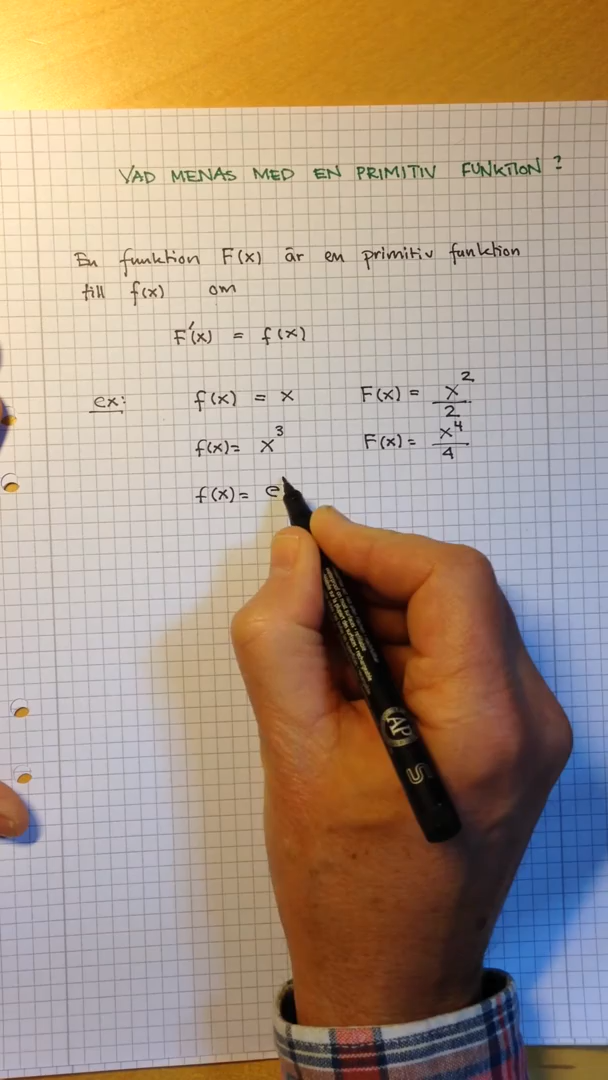 VAD MENAS MED EN PRIMITIV FUNKTION?
En funktion F(x) är en primitiv funktion
till f(x) om
F'(x) = f(x)
ex: f(x) = x F(x) = x²/2
f(x) = x³ F(x) = x⁴/4
f(x) = e
AP S